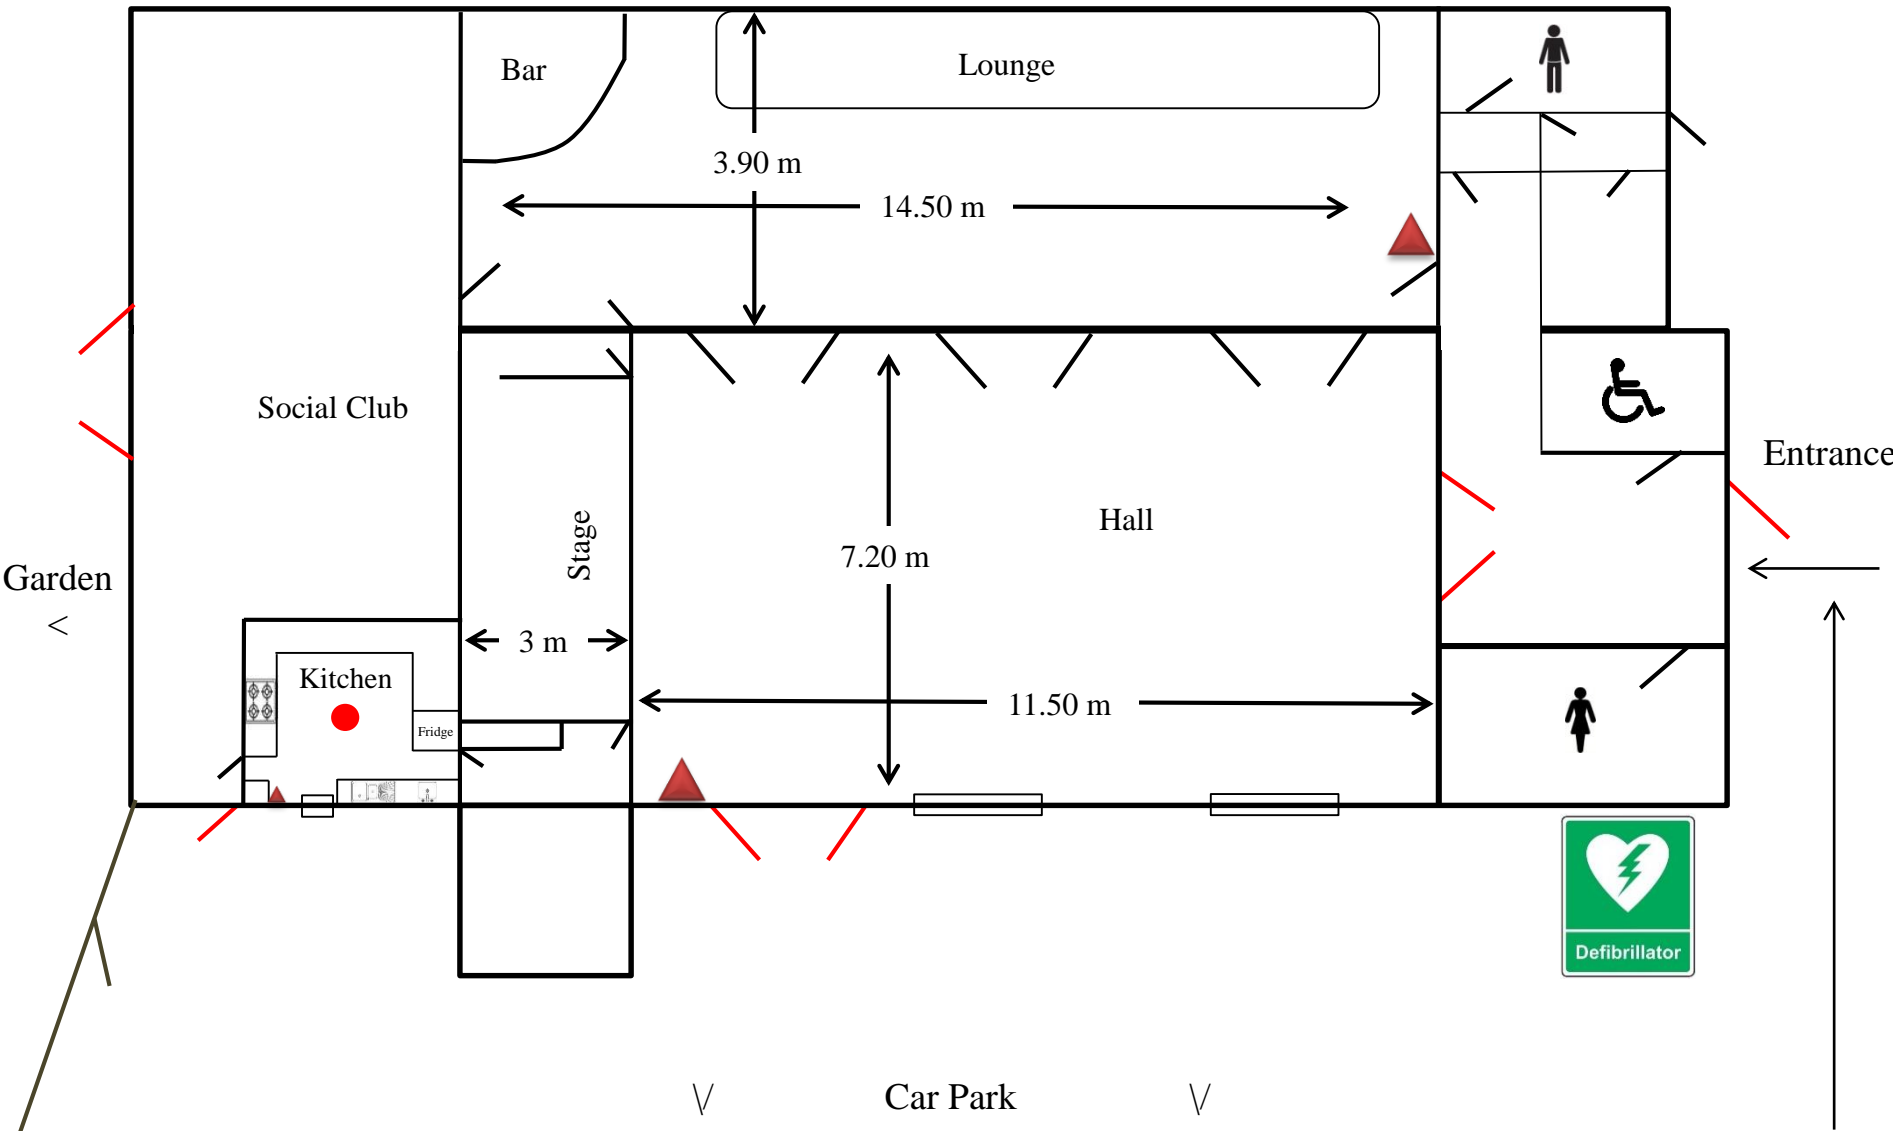 Bar
Lounge
3.90 m
14.50 m
Social Club
Entrance
Stage
Hall
7.20 m
Garden
<
3 m
Kitchen
Fridge
11.50 m
Defibrillator
\/ Car Park \/